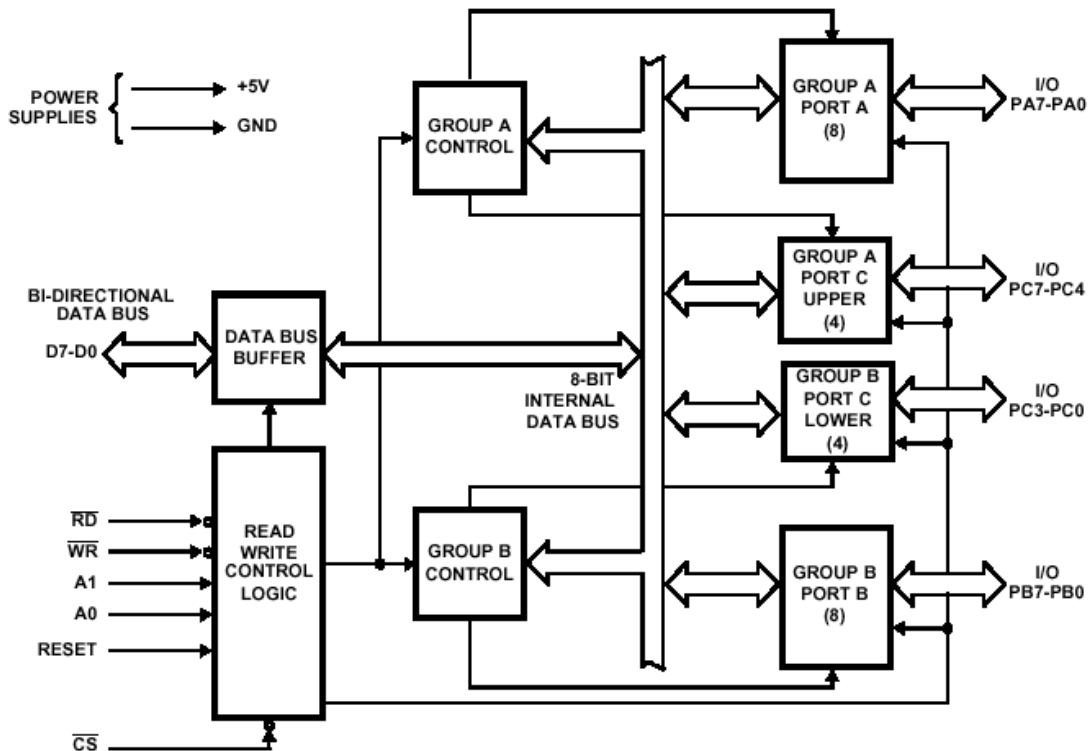 POWER
SUPPLIES
+5V
GND
GROUP A
CONTROL
GROUP A
PORT A
(8)
I/O
PA7-PA0
GROUP A
PORT C
UPPER
(4)
I/O
PC7-PC4
BI-DIRECTIONAL
DATA BUS
D7-D0
DATA BUS
BUFFER
8-BIT
INTERNAL
DATA BUS
GROUP B
PORT C
LOWER
(4)
I/O
PC3-PC0
RD
WR
A1
A0
RESET
CS
READ
WRITE
CONTROL
LOGIC
GROUP B
CONTROL
GROUP B
PORT B
(8)
I/O
PB7-PB0